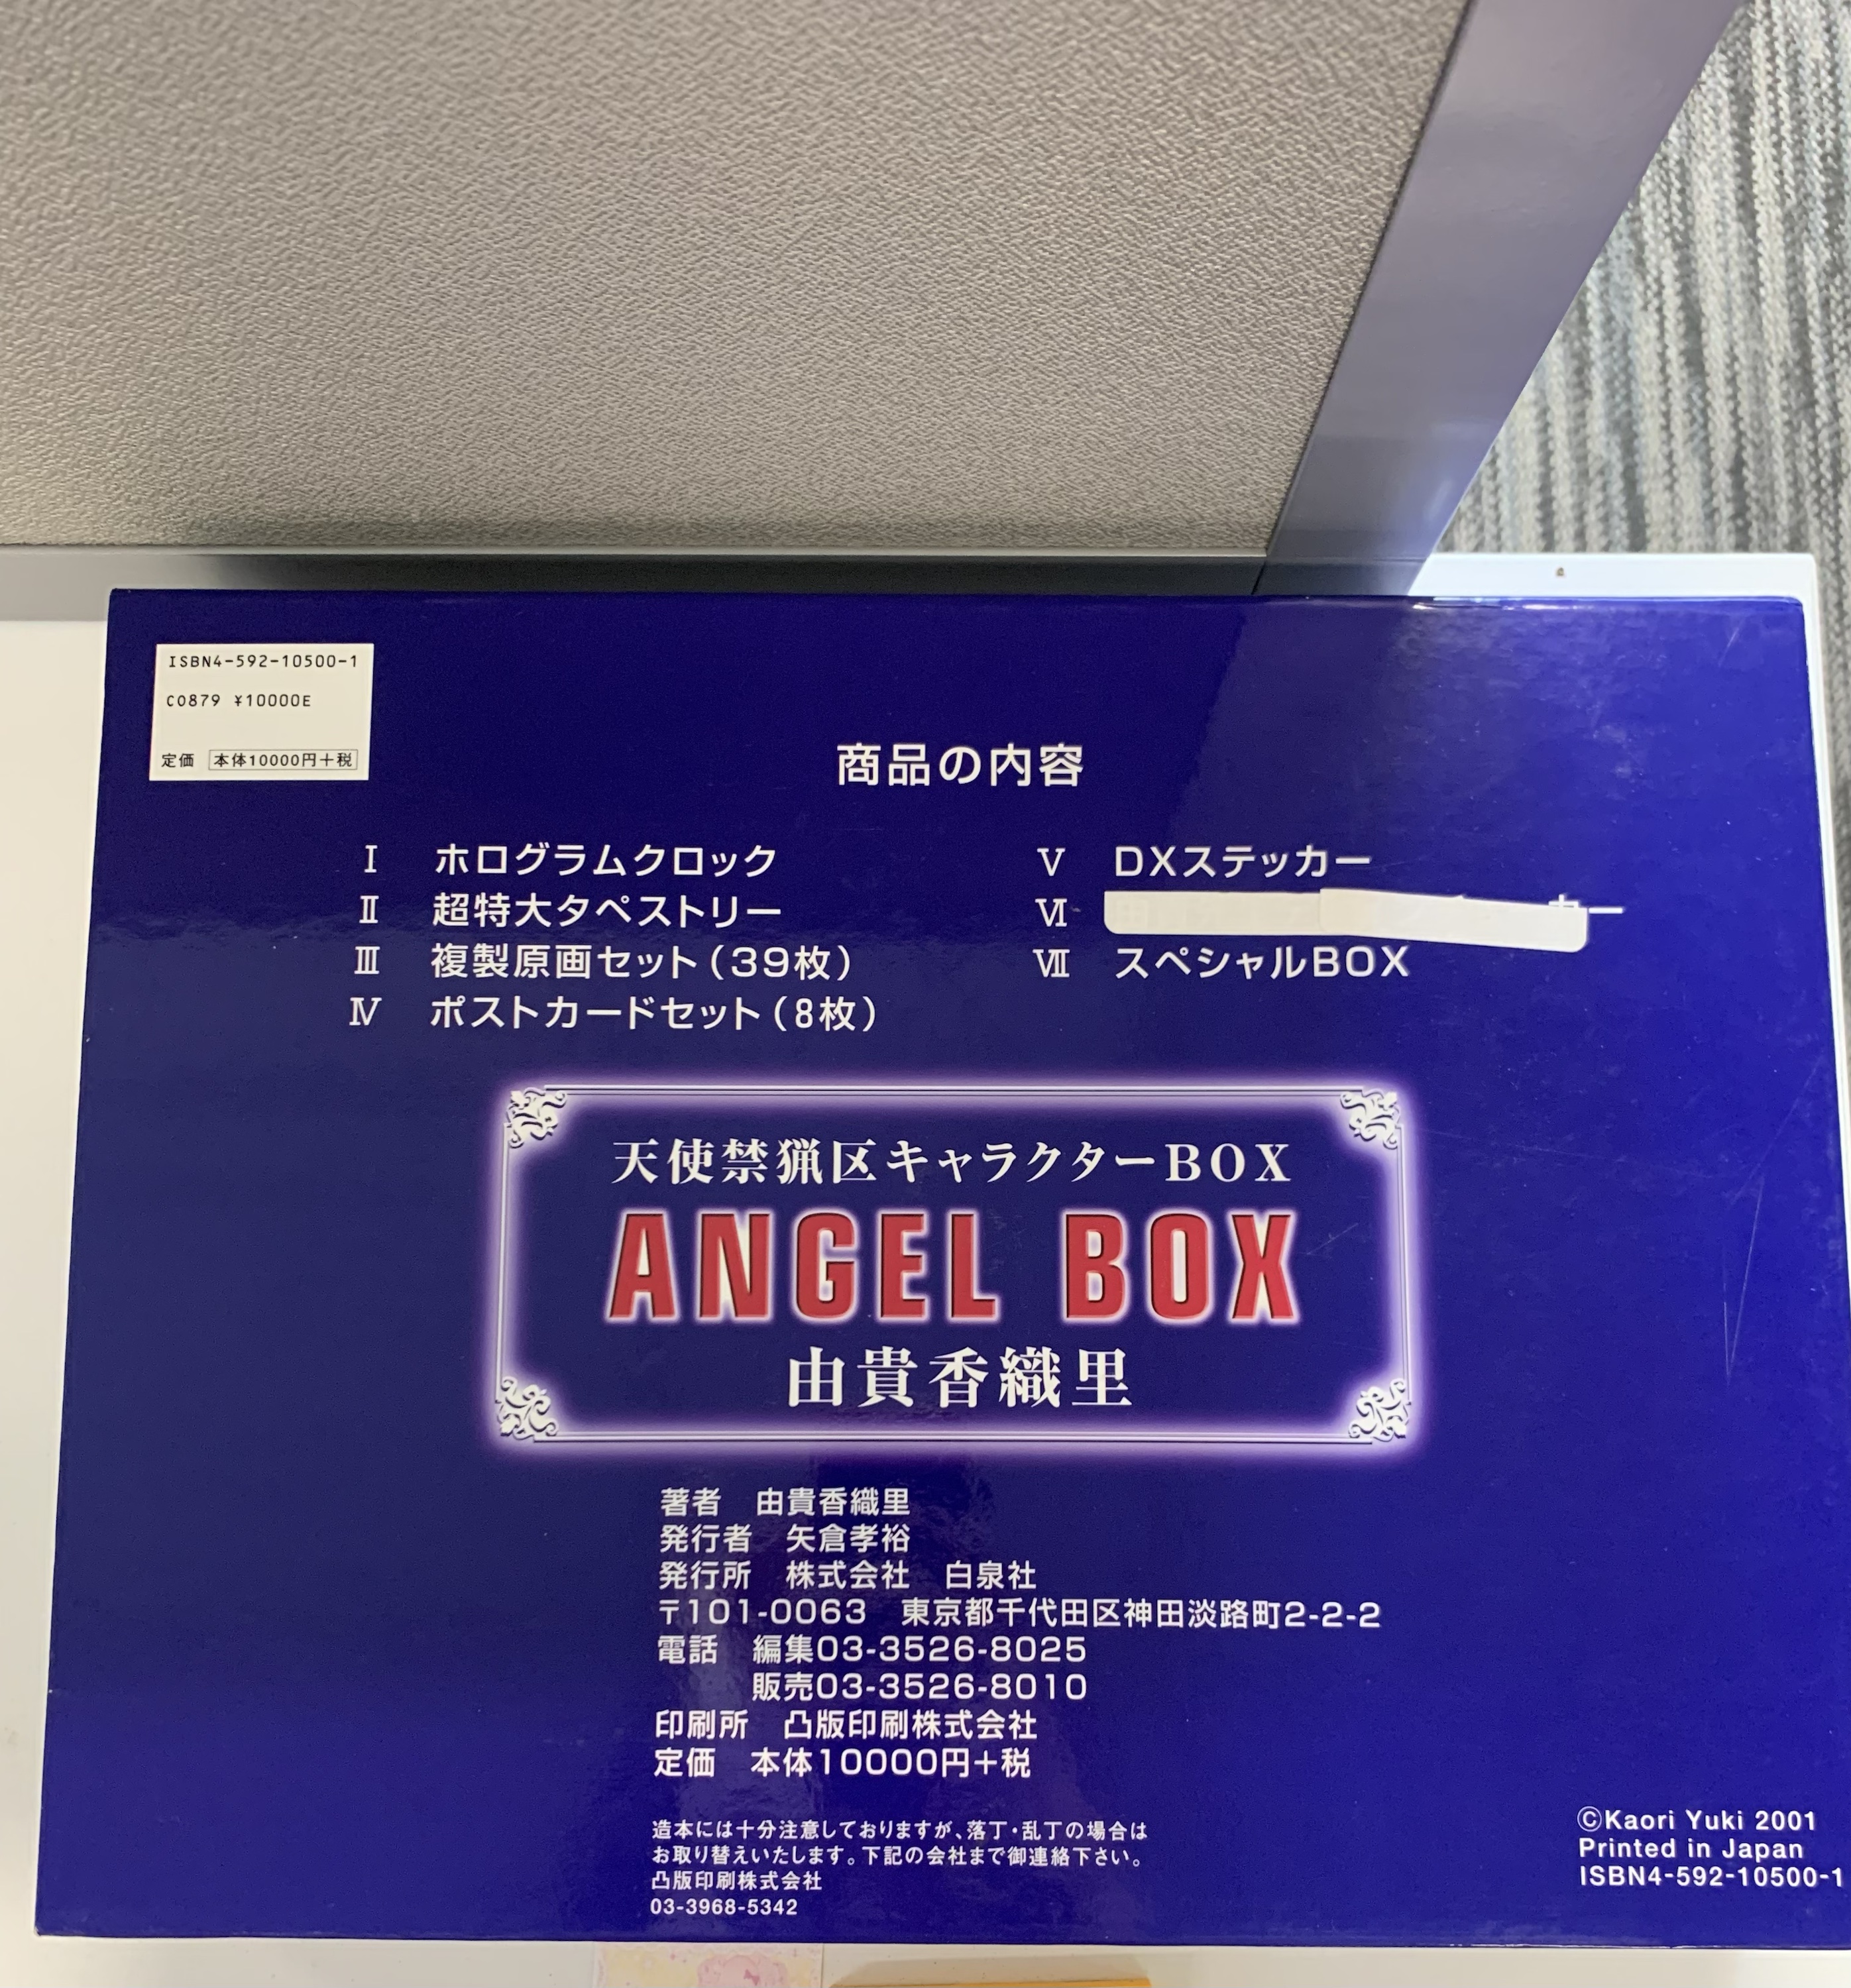 ISBN4-592-10500-1
C0879 ¥10000E
定価 本体10000円+税
商品の内容
Ⅰ ホログラムクロック
Ⅱ 超特大タペストリー
Ⅲ 複製原画セット(39枚)
Ⅳ ポストカードセット(8枚)
Ⅴ DXステッカー
Ⅵ
Ⅶ スペシャルBOX
天使禁猟区キャラクターBOX
ANGEL BOX
由貴香織里
著者 由貴香織里
発行者 矢倉孝裕
発行所 株式会社 白泉社
〒101-0063 東京都千代田区神田淡路町2-2-2
電話 編集03-3526-8025
販売03-3526-8010
印刷所 凸版印刷株式会社
定価 本体10000円+税
造本には十分注意しておりますが、落丁・乱丁の場合は
お取り替えいたします。下記の会社まで御連絡下さい。
凸版印刷株式会社
03-3968-5342
©Kaori Yuki 2001
Printed in Japan
ISBN4-592-10500-1